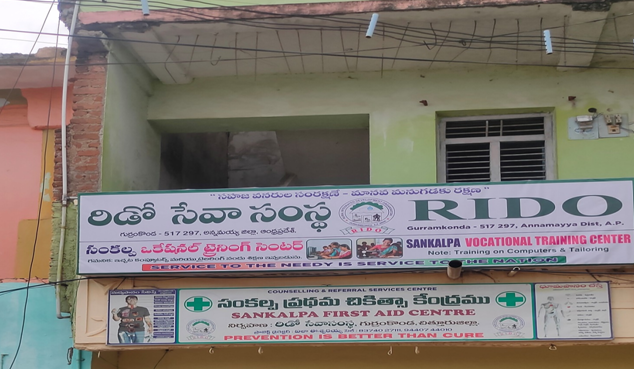 "సహజ వనరుల సంరక్షణ - మానవ మనుగడకు రక్షణ"
రిడో సేవా సంస్థ
RIDO
గుర్రంకొండ - 517 297, అన్నమయ్య జిల్లా, ఆంధ్రప్రదేశ్.
RIDO
Gurramkonda - 517 297, Annamayya Dist, A.P.
సంకల్ప ఒకేషనల్ ట్రైనింగ్ సెంటర్
SANKALPA VOCATIONAL TRAINING CENTER
Note: Training on Computers & Tailoring.
SERVICE TO THE NEEDY IS SERVICE TO THE NATION
COUNSELLING & REFERRAL SERVICES CENTRE
సంకల్ప ప్రథమ చికిత్సా కేంద్రము
SANKALPA FIRST AID CENTRE
నిర్వహణ : రిడో సేవాసంస్థ, గుర్రంకొండ, చిత్తూరుజిల్లా.
PREVENTION IS BETTER THAN CURE